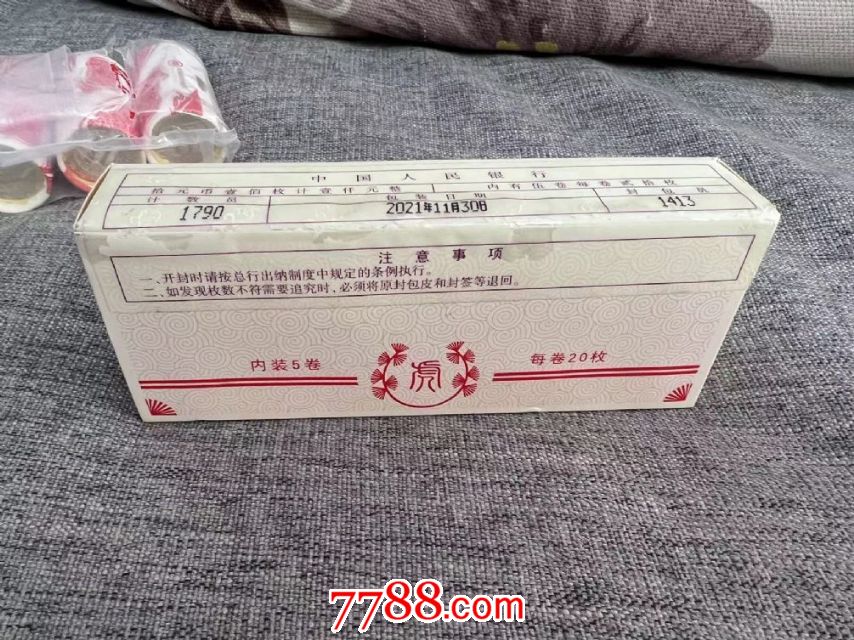 中国人民银行
拾元币壹佰枚计壹仟元整 内有伍卷每卷贰拾枚
计数员 包装日期 封包员
1790 2021年11月30日 1413
注意事项
一、开封时请按总行出纳制度中规定的条例执行。
二、如发现枚数不符需要追究时，必须将原封包皮和封签等退回。
内装5卷 虎 每卷20枚
7788.com